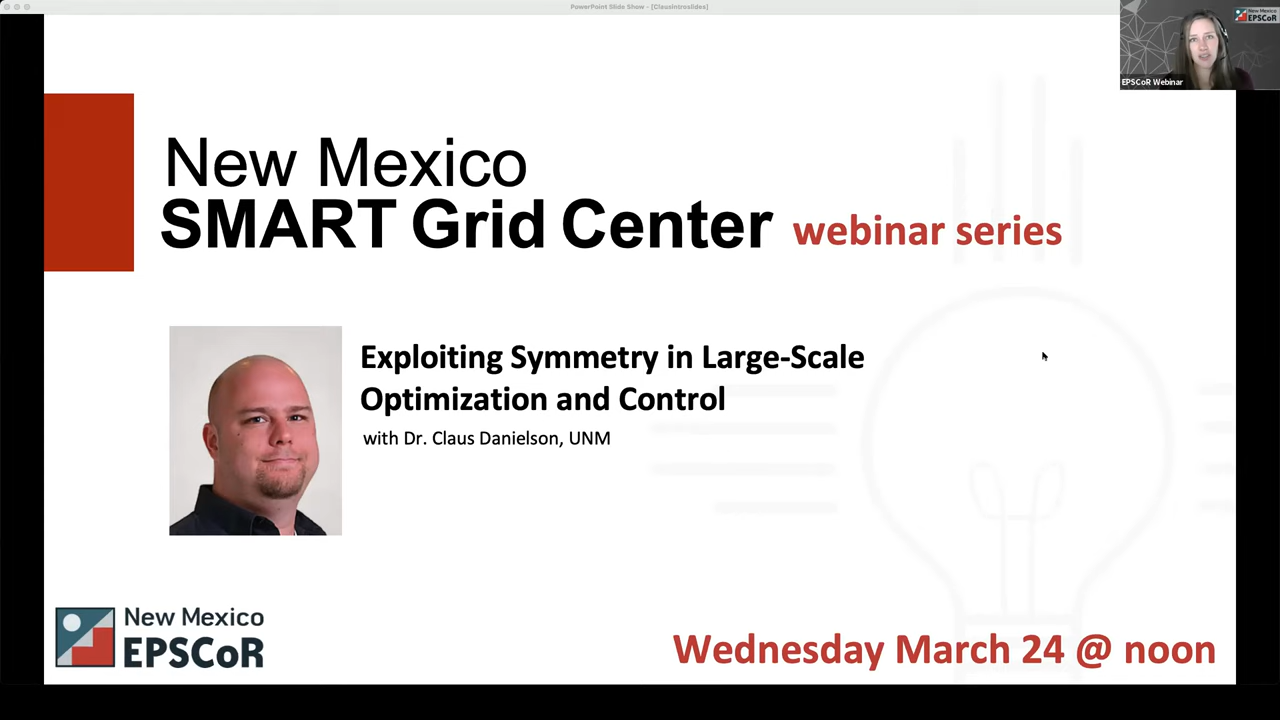 PowerPoint Slide Show - [ClausIntroslides]
New Mexico
EPSCoR
EPSCoR Webinar
New Mexico
SMART Grid Center webinar series
Exploiting Symmetry in Large-Scale
Optimization and Control
with Dr. Claus Danielson, UNM
New Mexico
EPSCoR
Wednesday March 24 @ noon